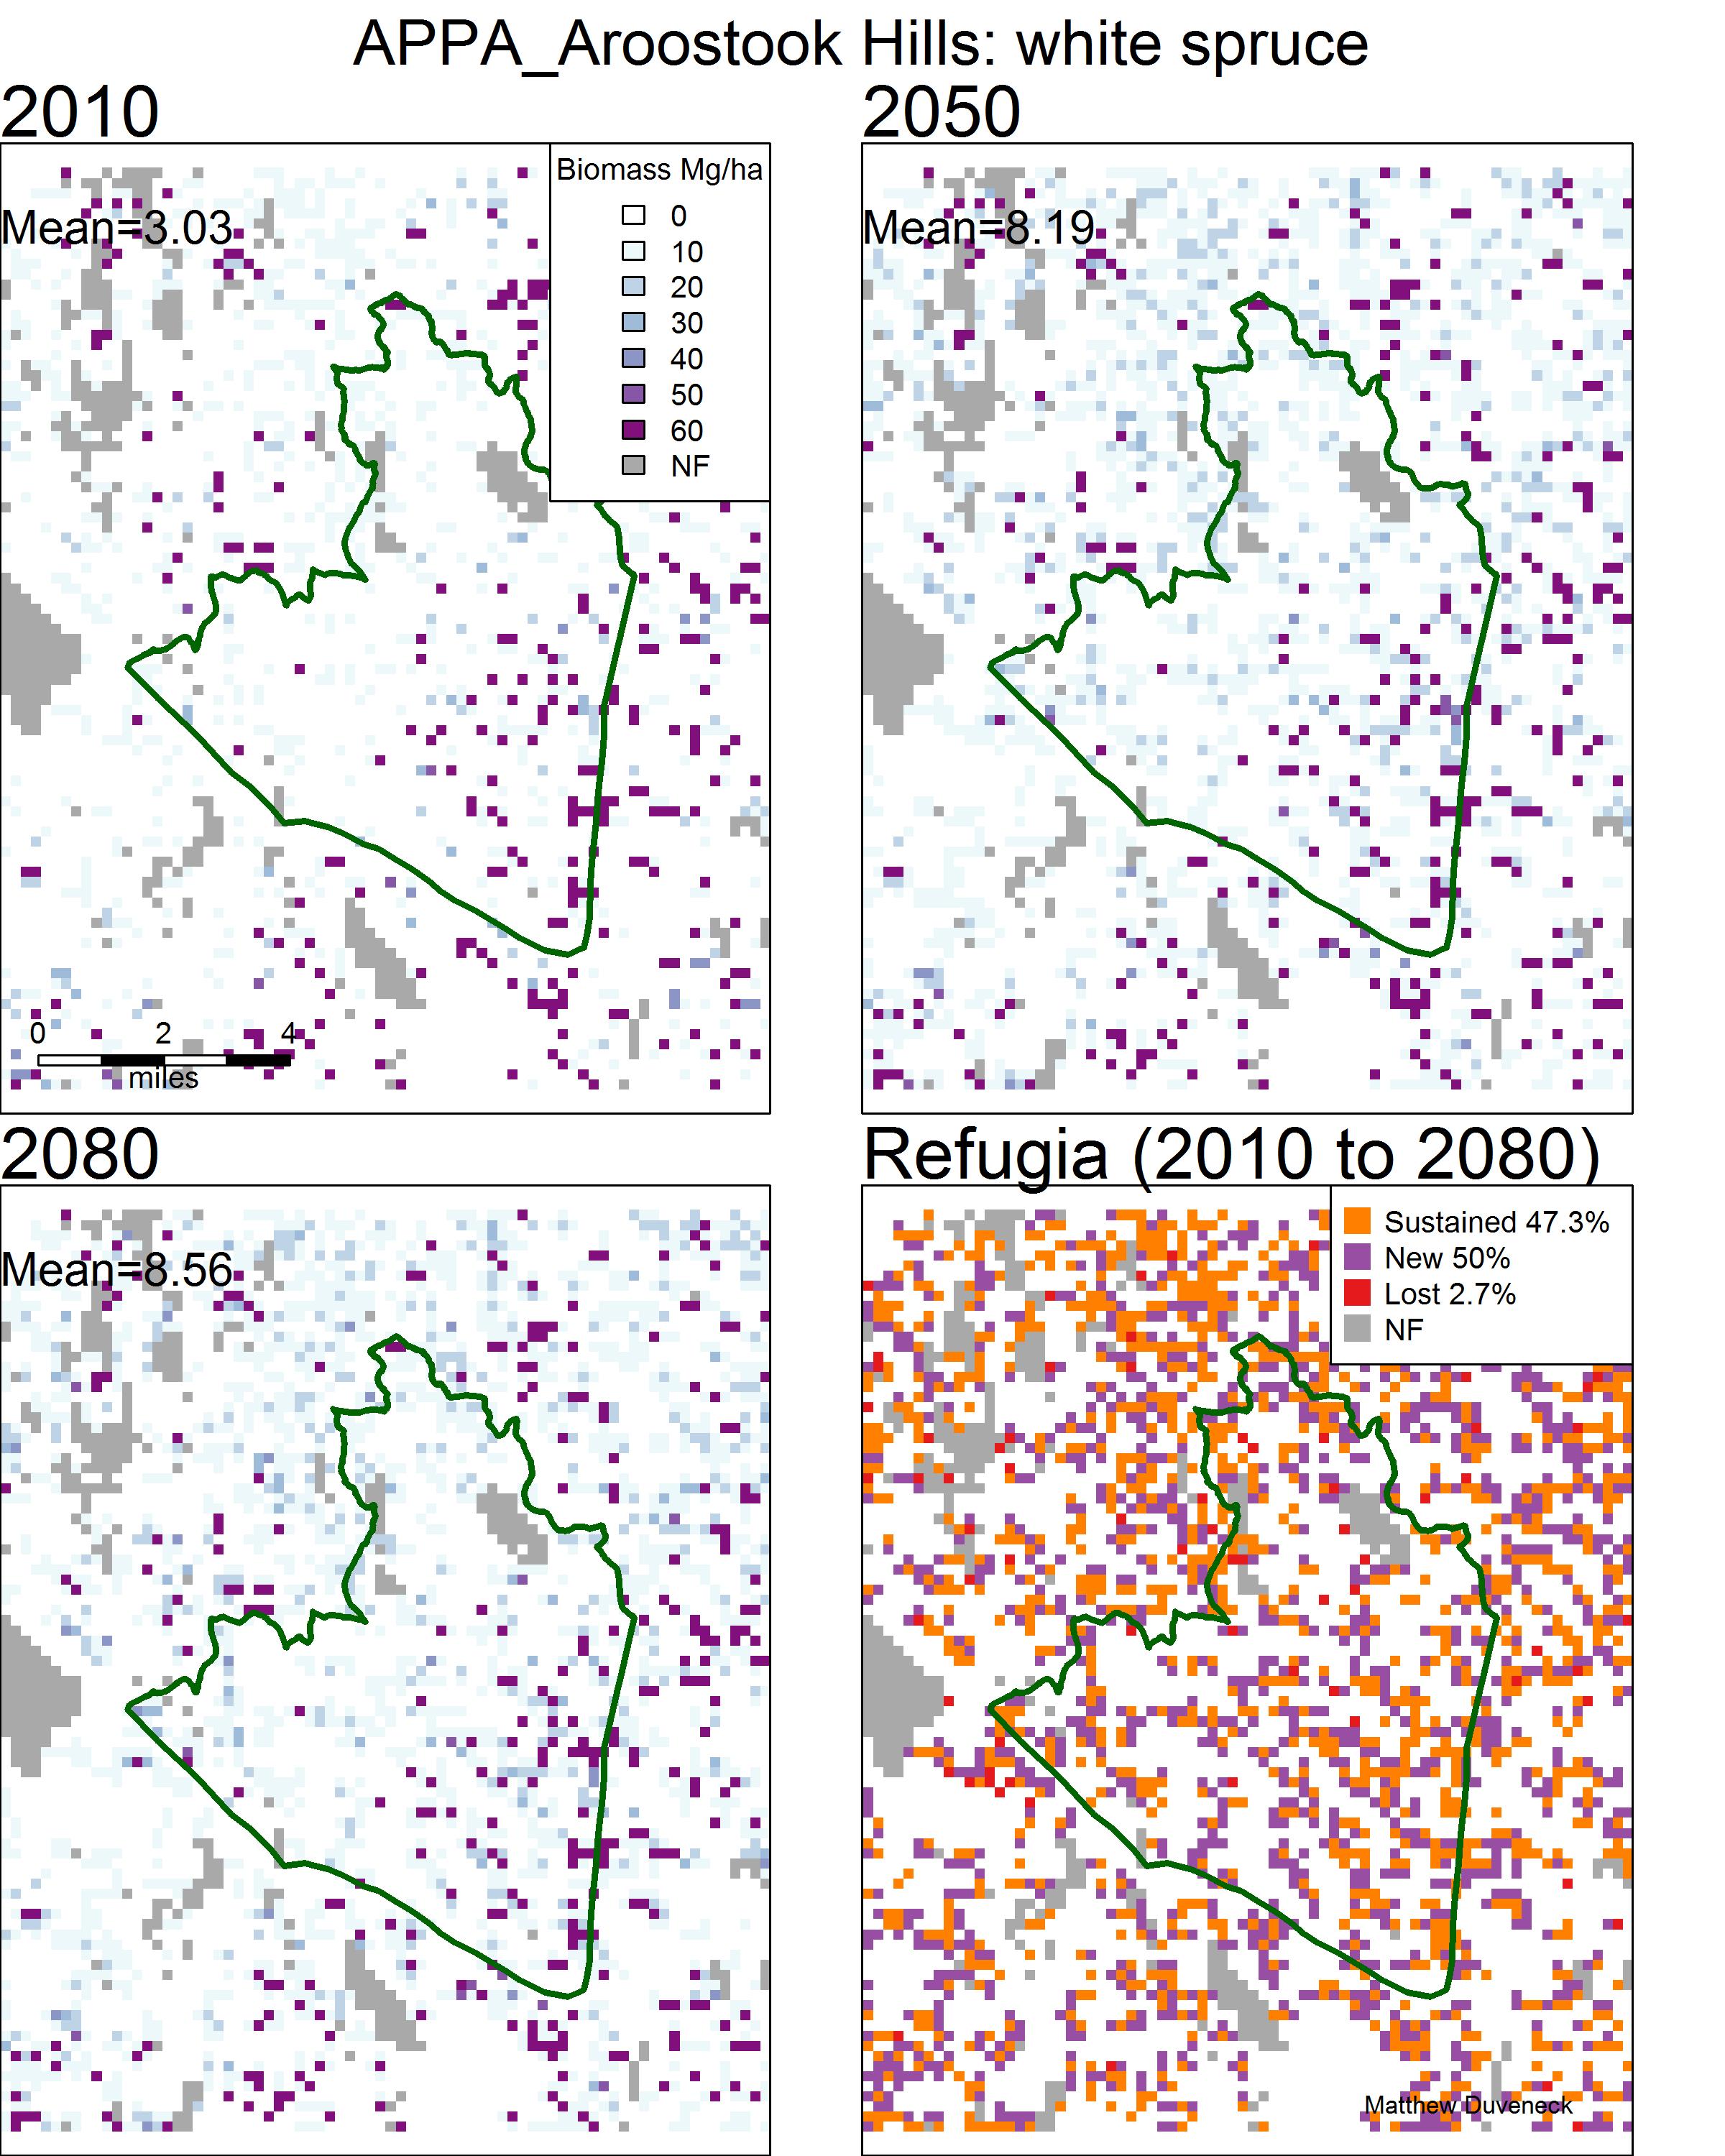 APPA_Aroostook Hills: white spruce
2010
2050
Mean=3.03
Biomass Mg/ha
0
10
20
30
40
50
60
NF
Mean=8.19
0 2 4
miles
2080
Refugia (2010 to 2080)
Mean=8.56
Sustained 47.3%
New 50%
Lost 2.7%
NF
Matthew Duveneck